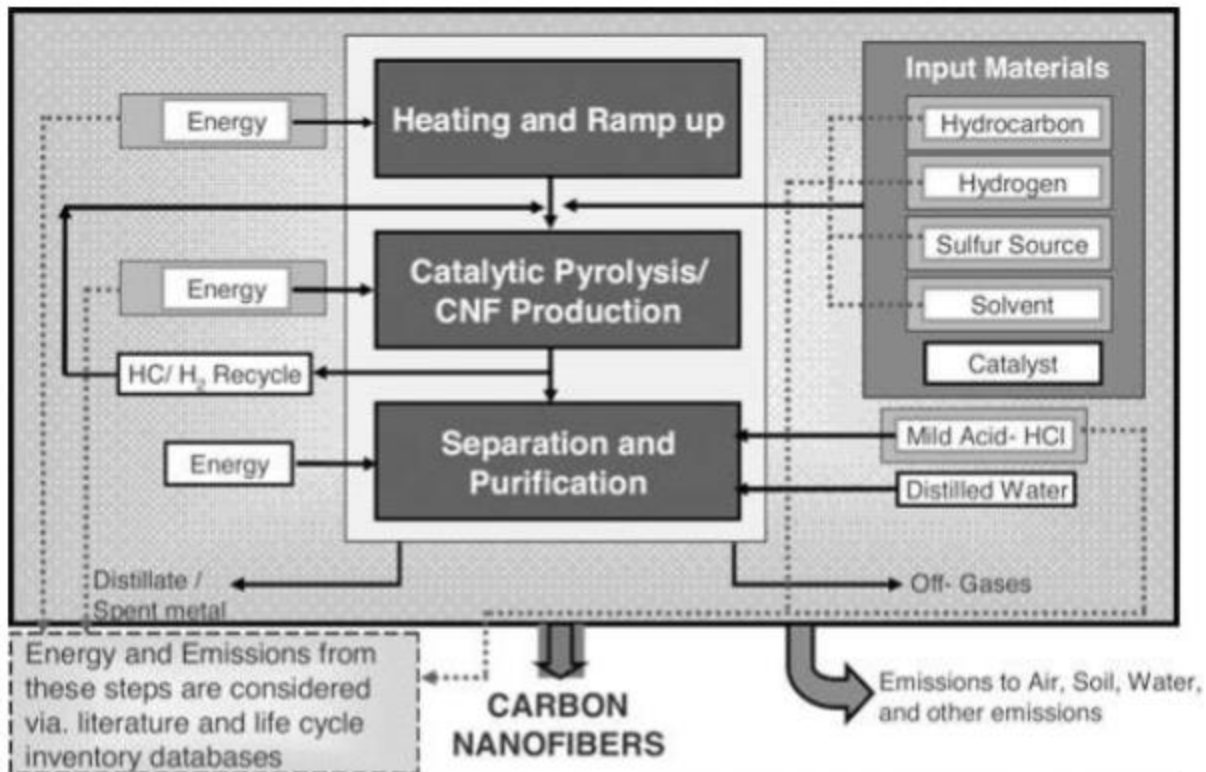 Input Materials
Energy
Heating and Ramp up
Hydrocarbon
Hydrogen
Sulfur Source
Energy
Catalytic Pyrolysis/
CNF Production
Solvent
HC/ H₂ Recycle
Catalyst
Energy
Separation and
Purification
Mild Acid- HCl
Distilled Water
Distillate /
Spent metal
Off- Gases
Energy and Emissions from
these steps are considered
via. literature and life cycle
inventory databases
CARBON
NANOFIBERS
Emissions to Air, Soil, Water,
and other emissions